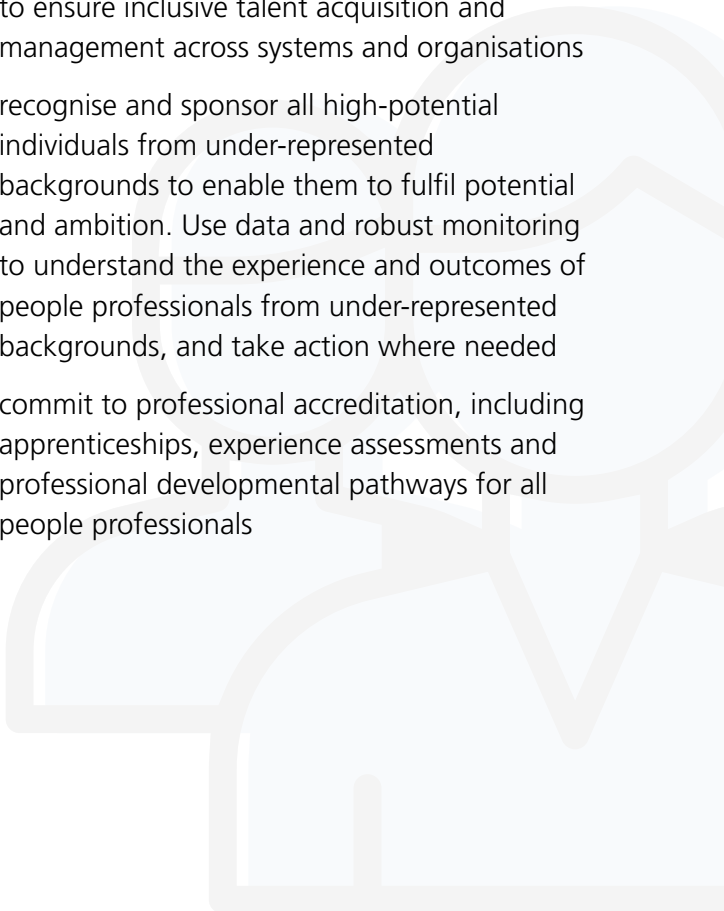 to ensure inclusive talent acquisition and
management across systems and organisations
recognise and sponsor all high-potential
individuals from under-represented
backgrounds to enable them to fulfil potential
and ambition. Use data and robust monitoring
to understand the experience and outcomes of
people professionals from under-represented
backgrounds, and take action where needed
commit to professional accreditation, including
apprenticeships, experience assessments and
professional developmental pathways for all
people professionals